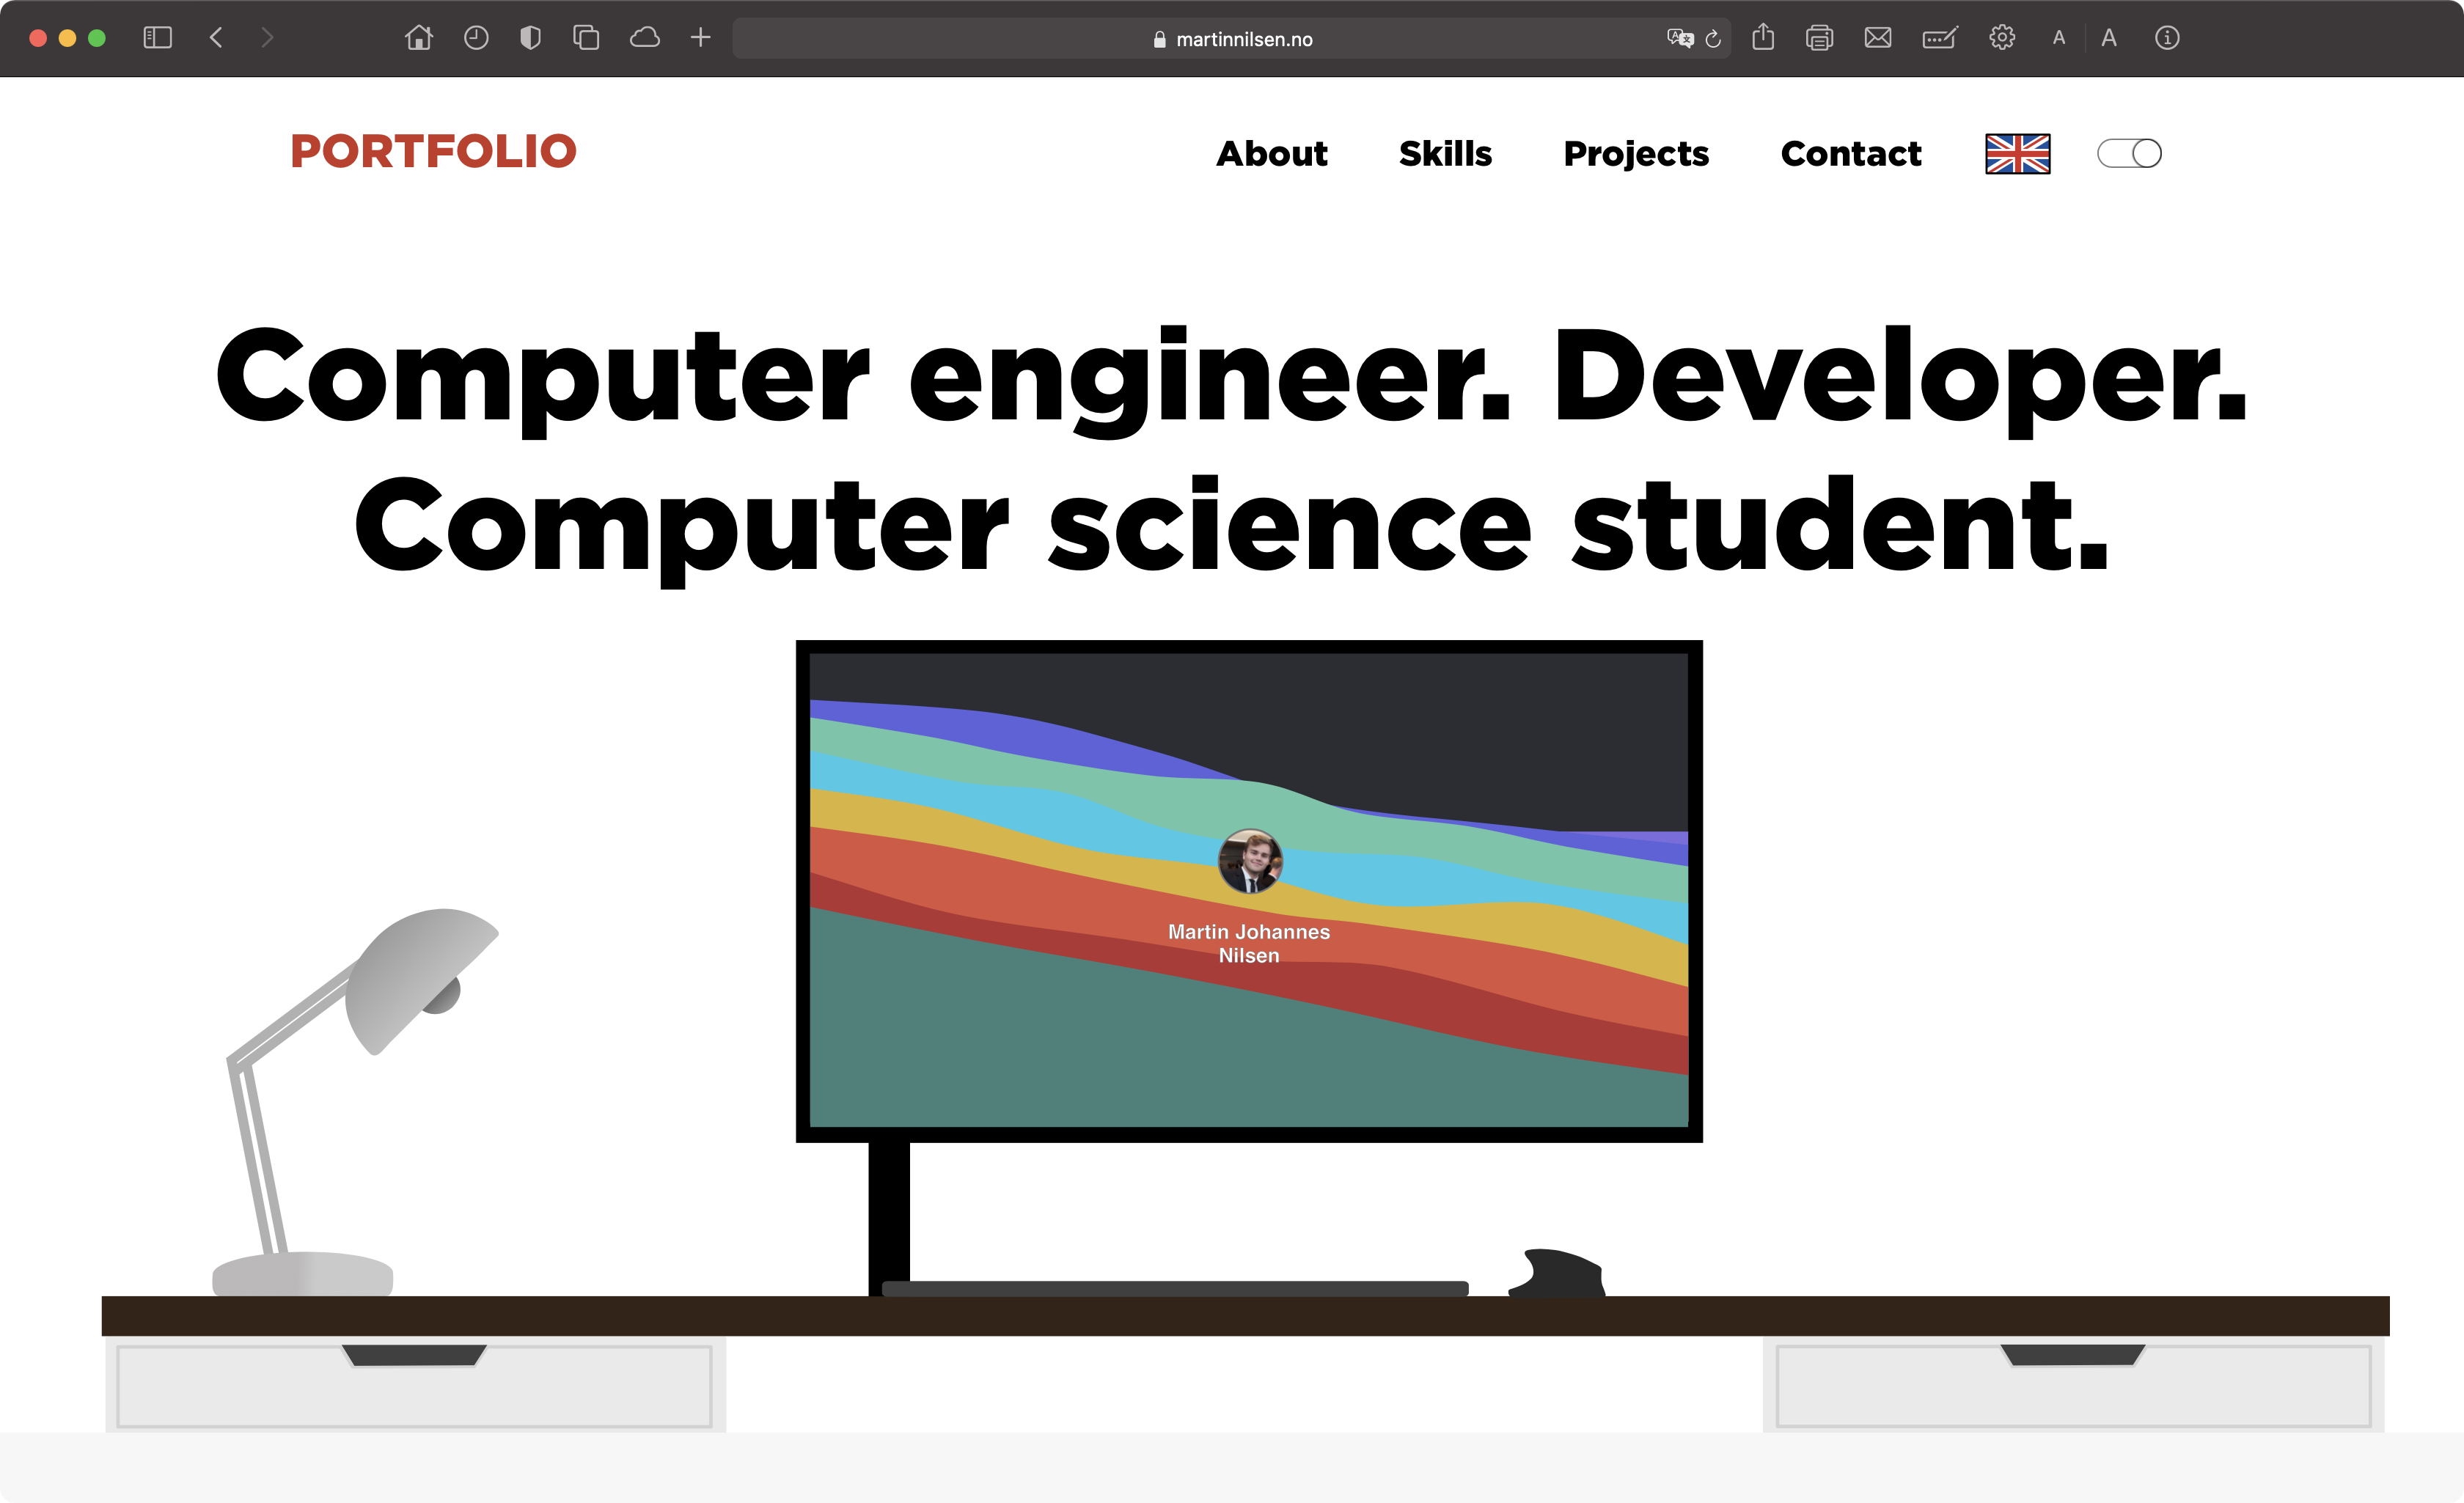 martinnilsen.no
A A
PORTFOLIO
About Skills Projects Contact
Computer engineer. Developer.
Computer science student.
Martin Johannes
Nilsen